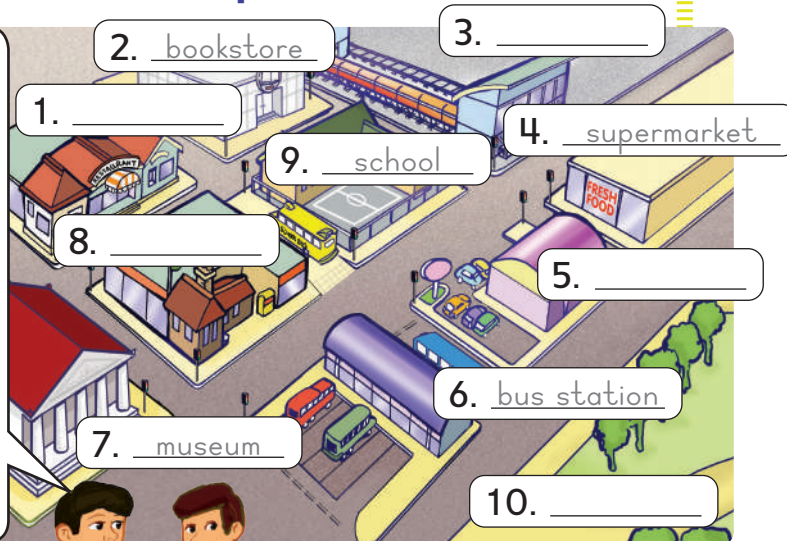 2. bookstore
3.
1.
4. supermarket
RESTAURANT
9. school
FRESH
FOOD
8.
5.
6. bus station
7. museum
10.